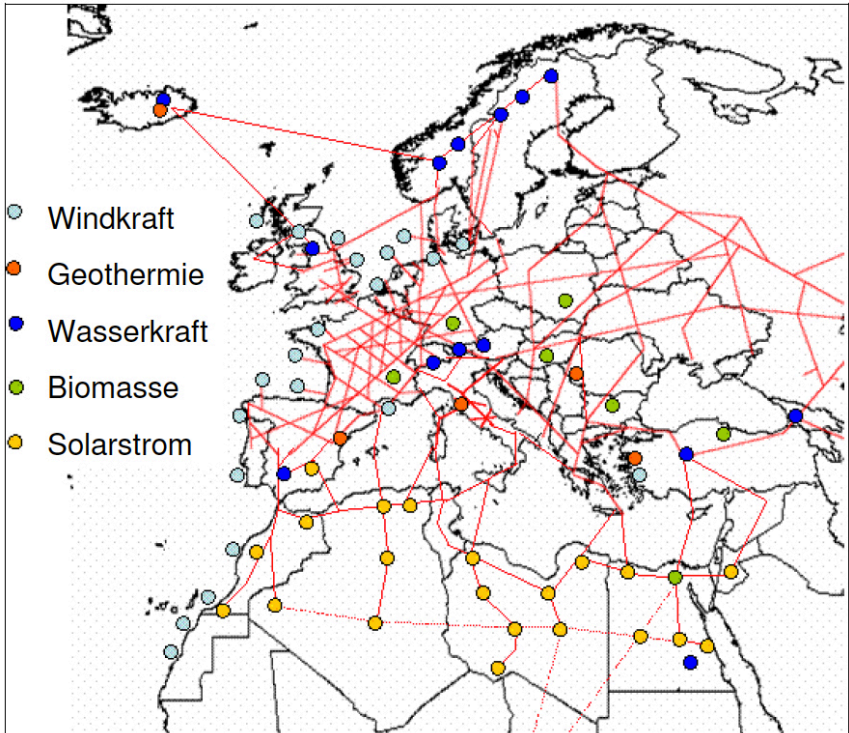 Windkraft
Geothermie
Wasserkraft
Biomasse
Solarstrom